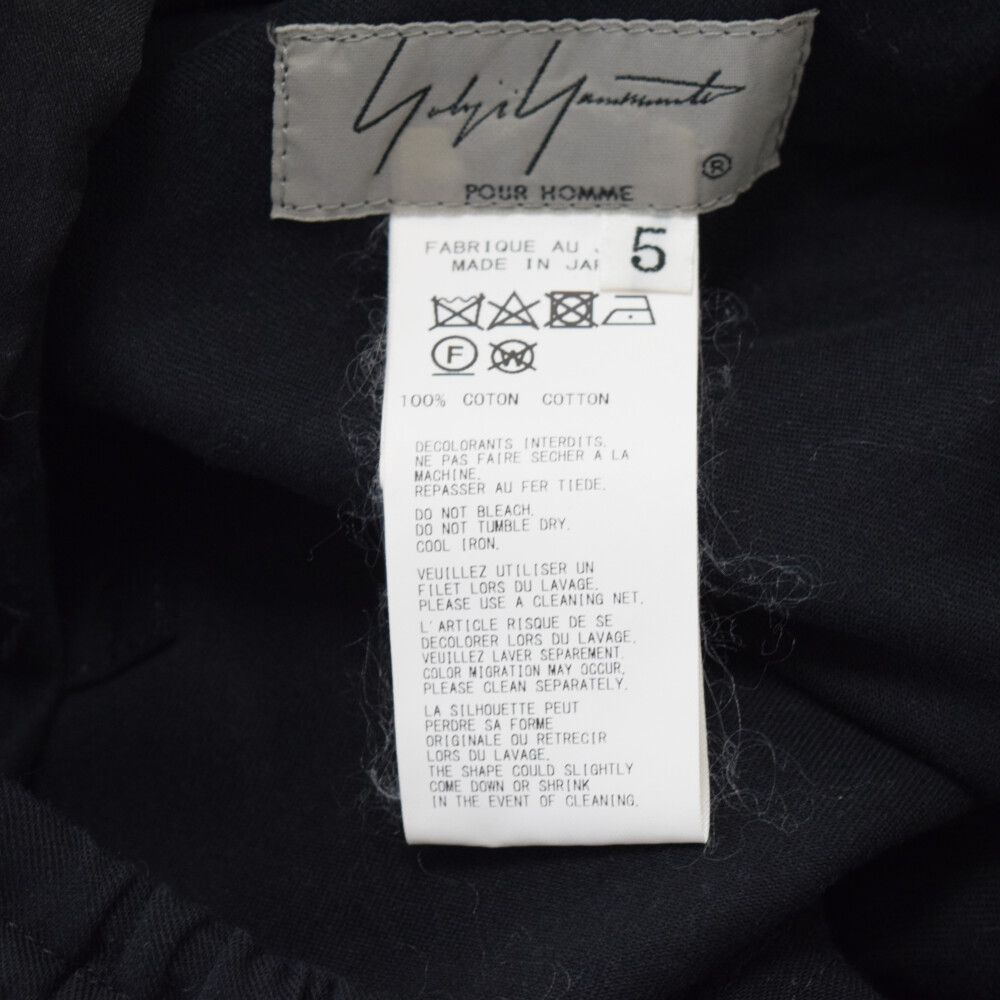 Yohji Yamamoto
®
POUR HOMME
FABRIQUE AU
MADE IN JAP
5
F
W
100% COTON COTTON
DECOLORANTS INTERDITS.
NE PAS FAIRE SECHER A LA
MACHINE.
REPASSER AU FER TIEDE.
DO NOT BLEACH.
DO NOT TUMBLE DRY.
COOL IRON.
VEUILLEZ UTILISER UN
FILET LORS DU LAVAGE.
PLEASE USE A CLEANING NET.
L'ARTICLE RISQUE DE SE
DECOLORER LORS DU LAVAGE.
VEUILLEZ LAVER SEPAREMENT.
COLOR MIGRATION MAY OCCUR.
PLEASE CLEAN SEPARATELY.
LA SILHOUETTE PEUT
PERDRE SA FORME
ORIGINALE OU RETRECIR
LORS DU LAVAGE.
THE SHAPE COULD SLIGHTLY
COME DOWN OR SHRINK
IN THE EVENT OF CLEANING.